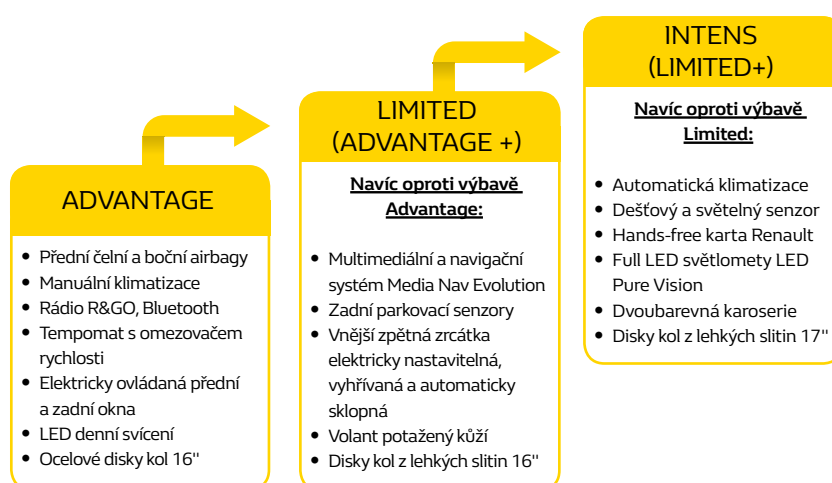 ADVANTAGE
• Přední čelní a boční airbagy
• Manuální klimatizace
• Rádio R&GO, Bluetooth
• Tempomat s omezovačem
rychlosti
• Elektricky ovládaná přední
a zadní okna
• LED denní svícení
• Ocelové disky kol 16"
LIMITED
(ADVANTAGE +)
Navíc oproti výbavě
Advantage:
• Multimediální a navigační
systém Media Nav Evolution
• Zadní parkovací senzory
• Vnější zpětná zrcátka
elektricky nastavitelná,
vyhřívaná a automaticky
sklopná
• Volant potažený kůží
• Disky kol z lehkých slitin 16"
INTENS
(LIMITED+)
Navíc oproti výbavě
Limited:
• Automatická klimatizace
• Dešťový a světelný senzor
• Hands-free karta Renault
• Full LED světlomety LED
Pure Vision
• Dvoubarevná karoserie
• Disky kol z lehkých slitin 17"